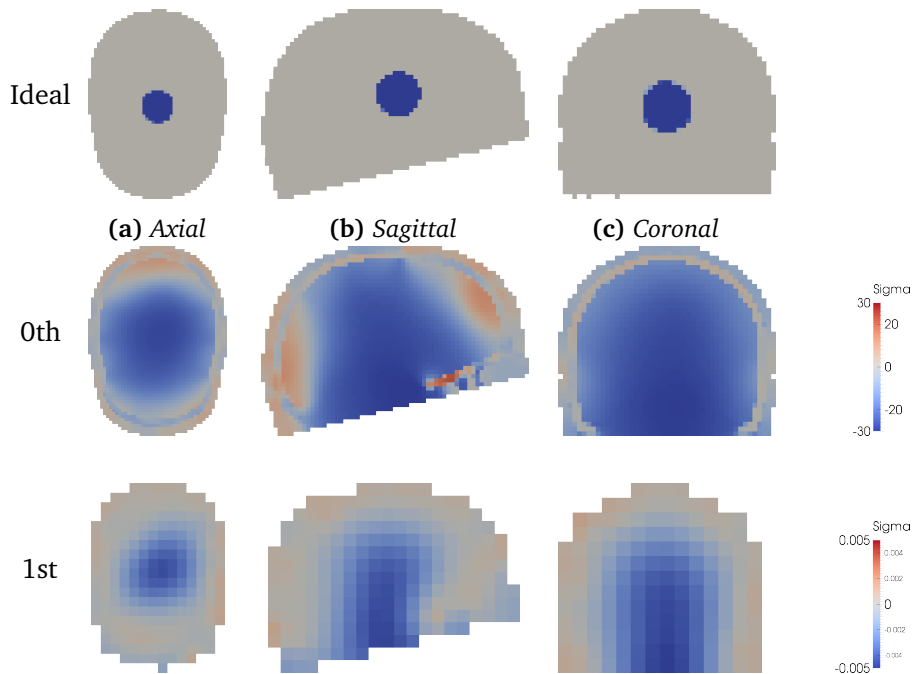 Ideal
(a) Axial
(b) Sagittal
(c) Coronal
0th
Sigma
30
20
0
-20
-30
1st
Sigma
0.005
0.004
0.002
0
-0.002
-0.004
-0.005